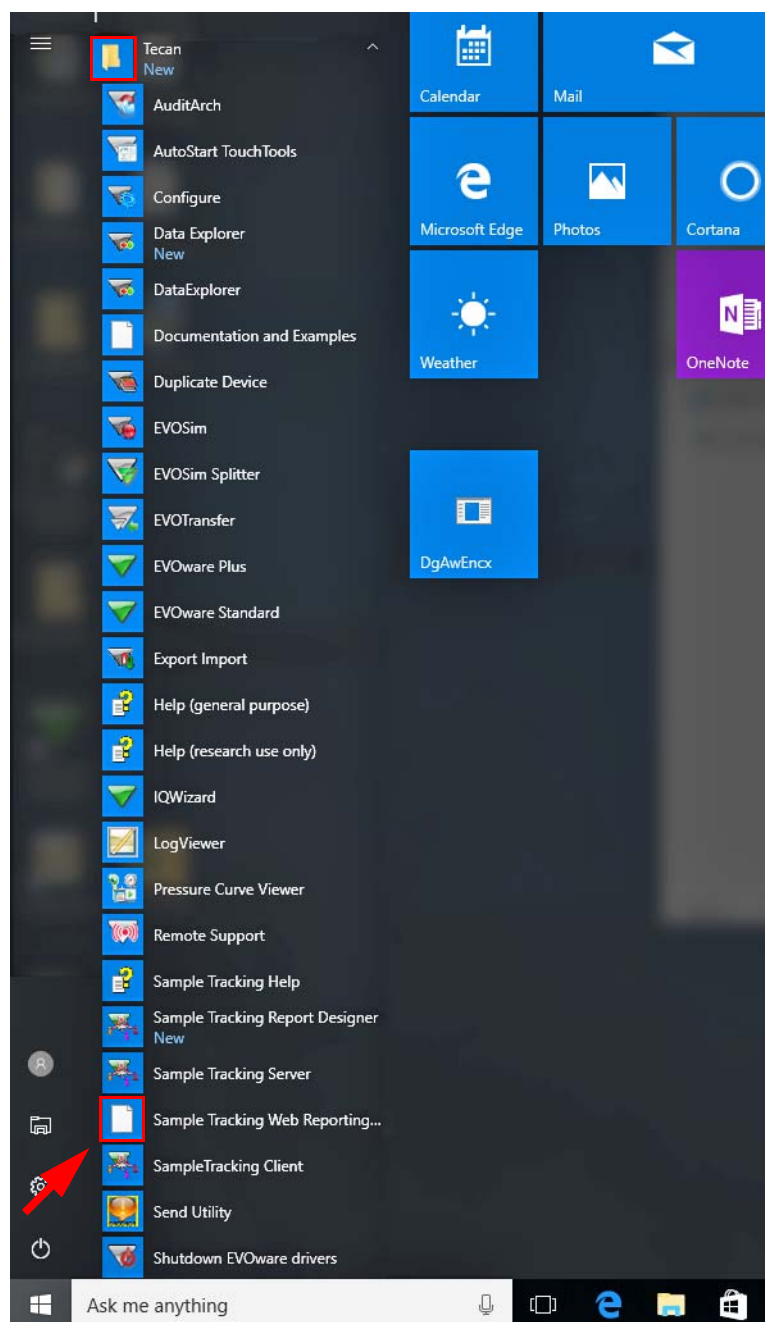 Tecan
New
AuditArch
AutoStart TouchTools
Configure
Data Explorer
New
DataExplorer
Documentation and Examples
Duplicate Device
EVOSim
EVOSim Splitter
EVOTransfer
EVOware Plus
EVOware Standard
Export Import
Help (general purpose)
Help (research use only)
IQWizard
LogViewer
Pressure Curve Viewer
Remote Support
Sample Tracking Help
Sample Tracking Report Designer
New
Sample Tracking Server
Sample Tracking Web Reporting...
SampleTracking Client
Send Utility
Shutdown EVOware drivers
Calendar
Mail
Microsoft Edge
Photos
Cortana
Weather
OneNote
DgAwEncx
Ask me anything